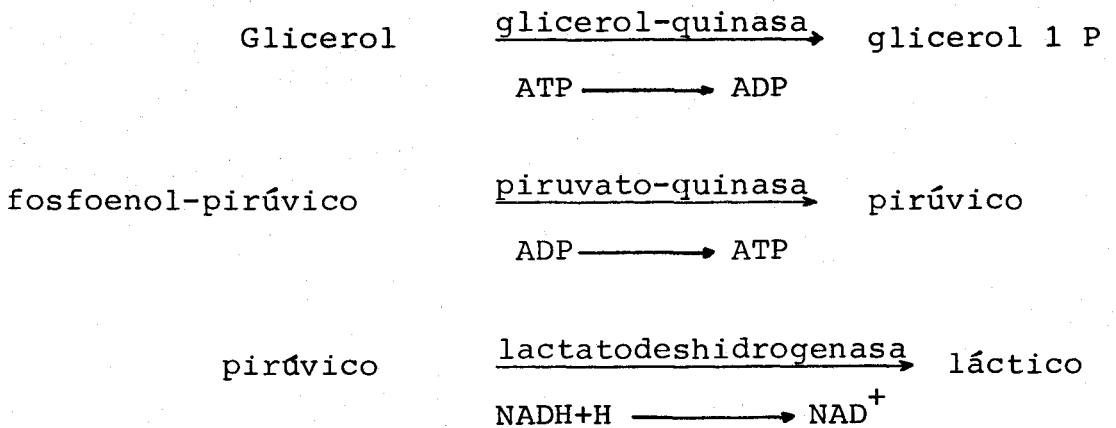 Glicerol glicerol-quinasa glicerol 1 P
ATP → ADP
fosfoenol-pirúvico piruvato-quinasa pirúvico
ADP → ATP
pirúvico lactatodeshidrogenasa láctico
NADH+H → NAD+